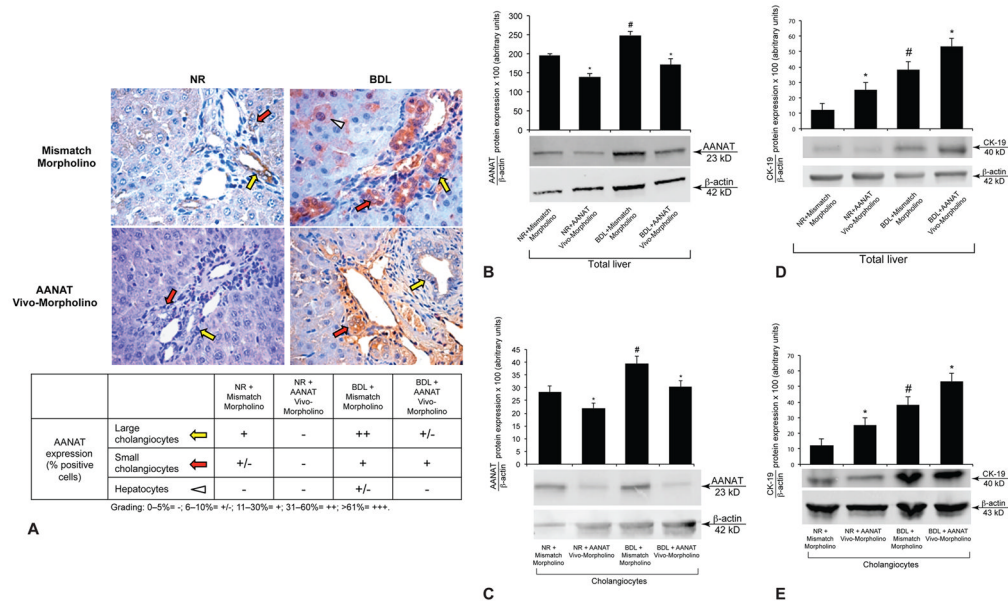 NR
BDL
Mismatch
Morpholino
AANAT
Vivo-Morpholino
AANAT
expression
(% positive
cells)
NR +
Mismatch
Morpholino
NR +
AANAT
Vivo-
Morpholino
BDL +
Mismatch
Morpholino
BDL +
AANAT
Vivo-
Morpholino
Large
cholangiocytes
+
-
++
+/-
Small
cholangiocytes
+/-
-
+
+
Hepatocytes
-
-
+/-
-
Grading: 0–5%= -; 6–10%= +/-; 11–30%= +; 31–60%= ++; >61%= +++.
A
AANAT
β-actin
protein expression x 100 (abritrary units)
300
250
200
150
100
50
0
*
#
*
AANAT
23 kD
β-actin
42 kD
NR+Mismatch
Morpholino
NR+AANAT
Vivo-Morpholino
BDL+Mismatch
Morpholino
BDL+AANAT
Vivo-Morpholino
Total liver
B
AANAT
β-actin
protein expression x 100 (abritrary units)
45
40
35
30
25
20
15
10
5
0
*
#
*
AANAT
23 kD
β-actin
42 kD
NR +
Mismatch
Morpholino
NR + AANAT
Vivo-Morpholino
BDL +
Mismatch
Morpholino
BDL + AANAT
Vivo-Morpholino
Cholangiocytes
C
CK-19
β-actin
protein expression x 100 (abritrary units)
70
60
50
40
30
20
10
0
*
#
*
CK-19
40 kD
β-actin
42 kD
NR+Mismatch
Morpholino
NR+AANAT
Vivo-Morpholino
BDL+Mismatch
Morpholino
BDL+AANAT
Vivo-Morpholino
Total liver
D
CK-19
β-actin
protein expression x 100 (abritrary units)
70
60
50
40
30
20
10
0
*
#
*
CK-19
40 kD
β-actin
43 kD
NR +
Mismatch
Morpholino
NR + AANAT
Vivo-Morpholino
BDL +
Mismatch
Morpholino
BDL + AANAT
Vivo-Morpholino
Cholangiocytes
E